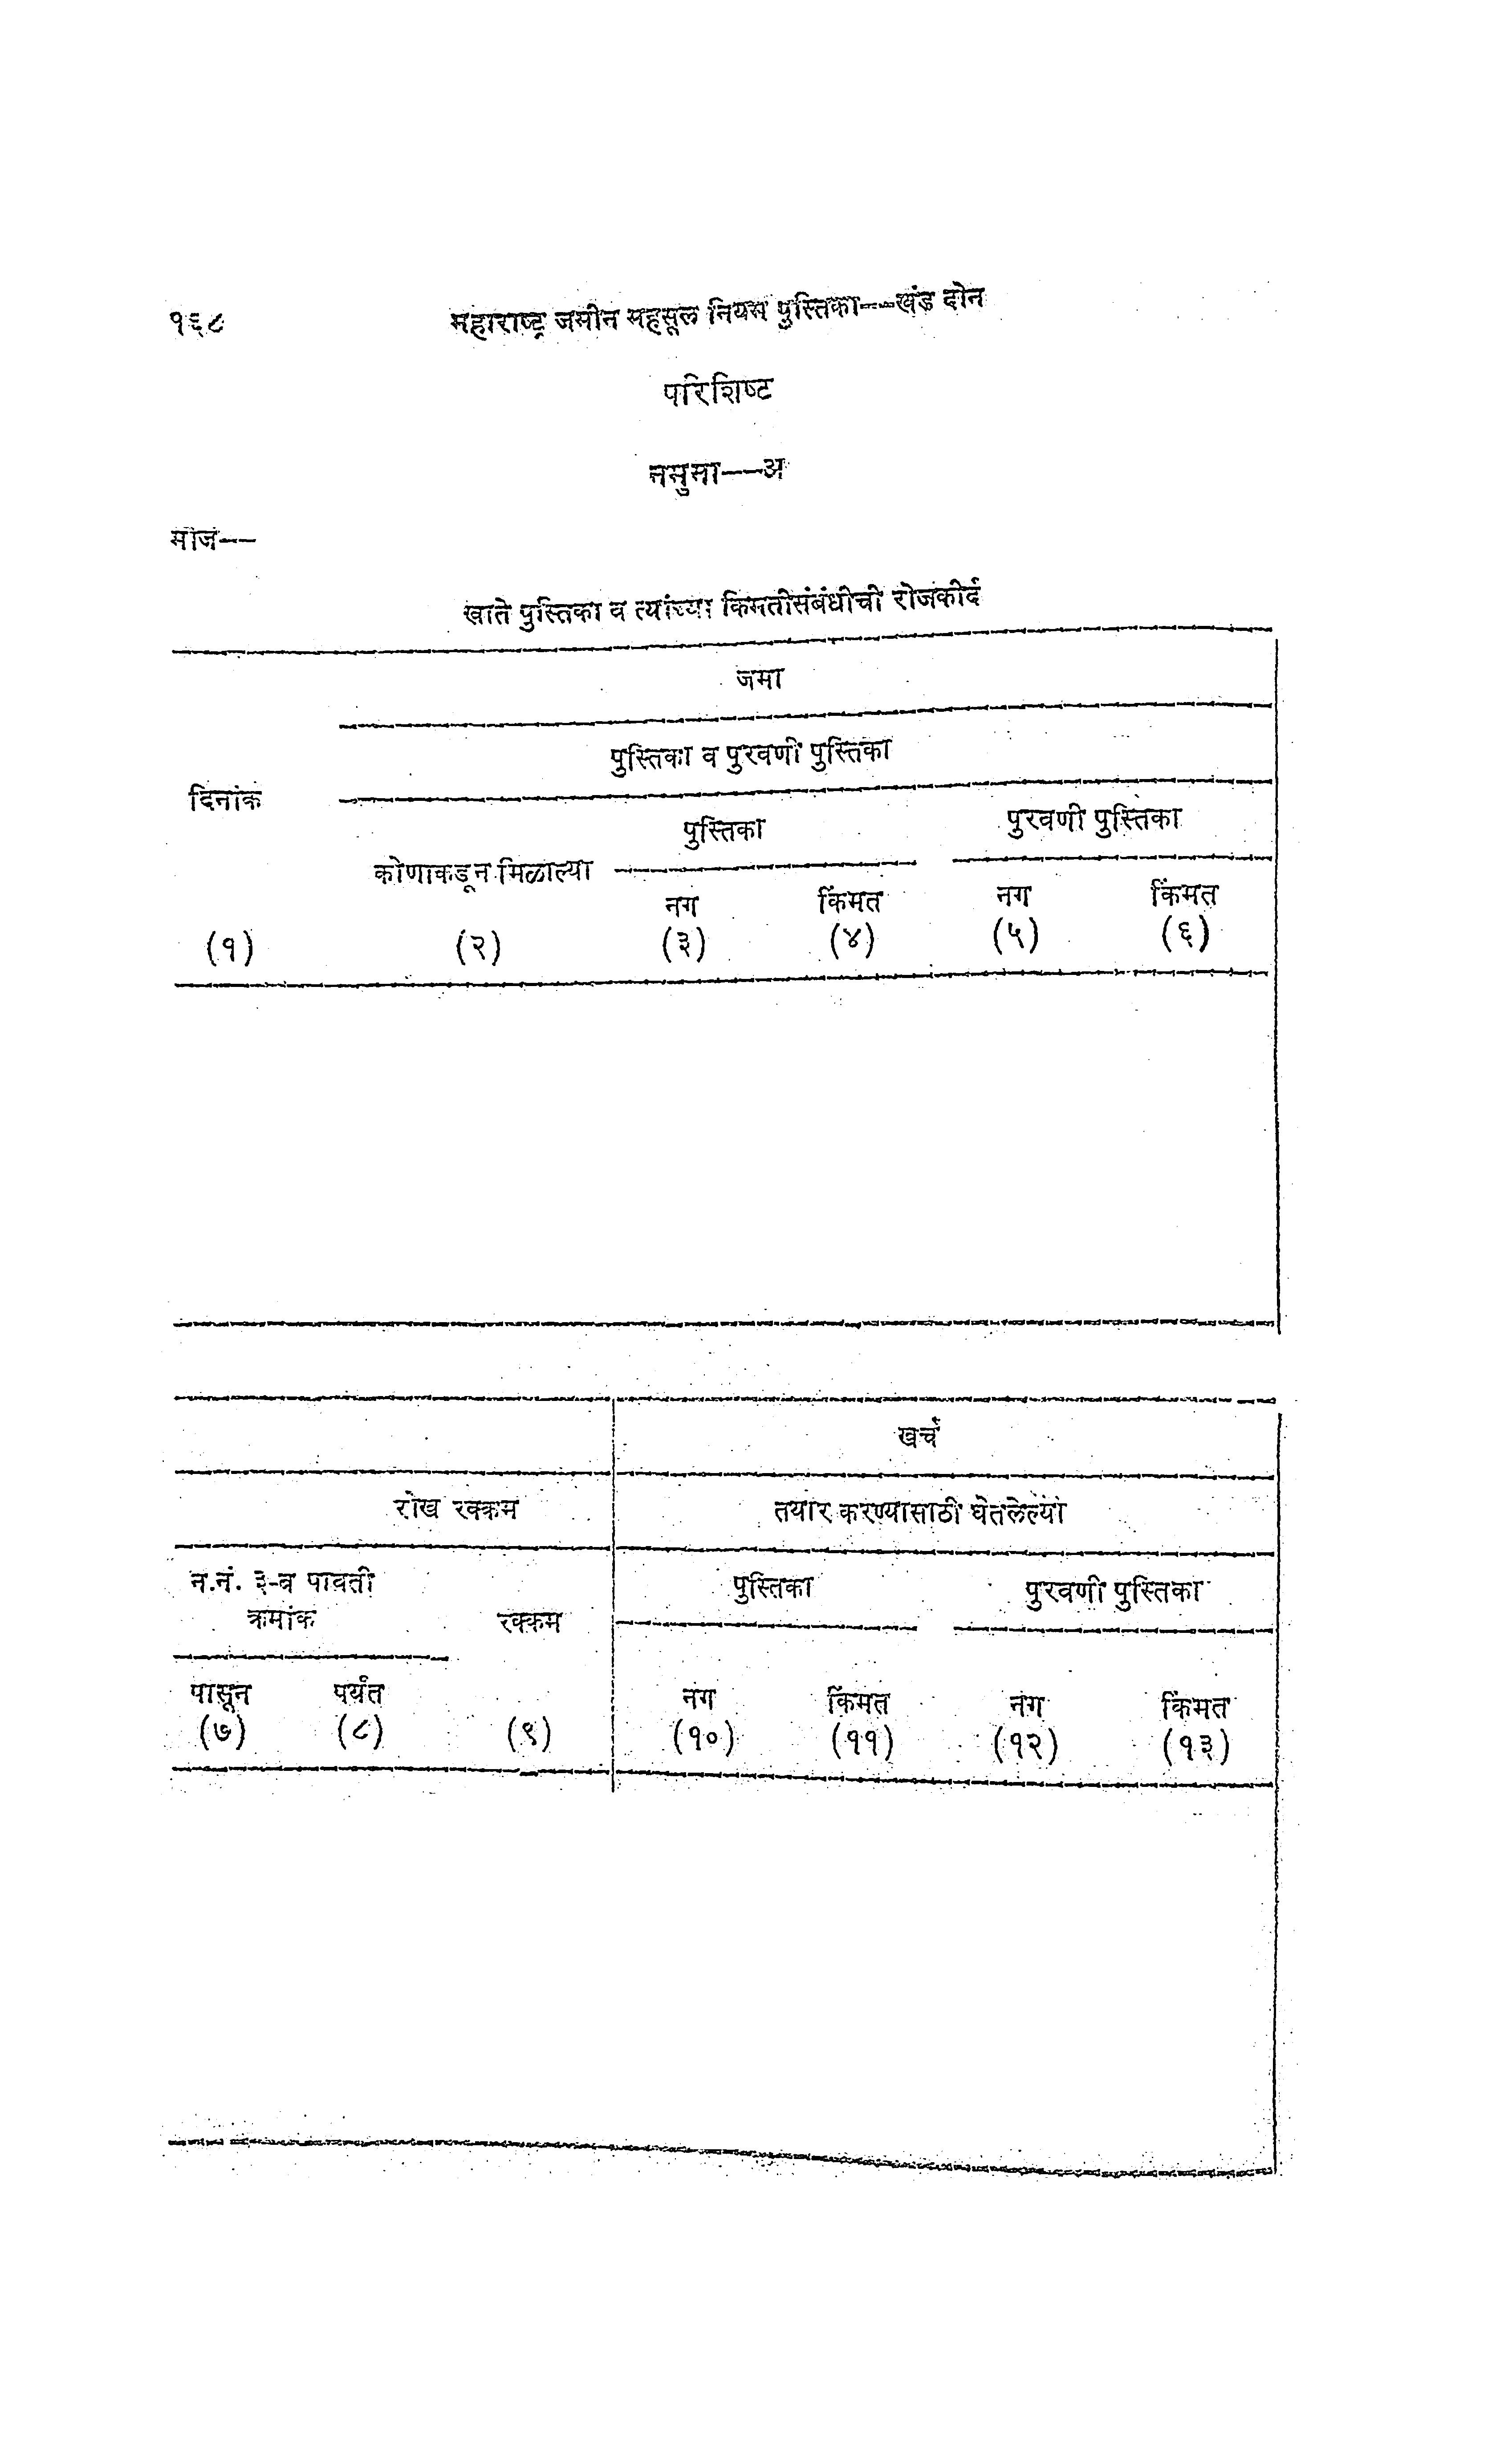 १६८ महाराष्ट्र जमीन महसूल नियम पुस्तिका--खंड दोन
परिशिष्ट
नमुना--अ
मौजे--
खाते पुस्तिका व त्यांच्या किंमतीसंबंधीची रोजकीर्द
जमा
पुस्तिका व पुरवणी पुस्तिका
दिनांक
पुस्तिका पुरवणी पुस्तिका
कोणाकडून मिळाल्या
नग किंमत नग किंमत
(१) (२) (३) (४) (५) (६)
खर्च
रोख रक्कम तयार करण्यासाठी घेतलेल्या
न.नं. ३-ब पावती पुस्तिका पुरवणी पुस्तिका
क्रमांक रक्कम
पासून पर्यंत नग किंमत नग किंमत
(७) (८) (९) (१०) (११) (१२) (१३)